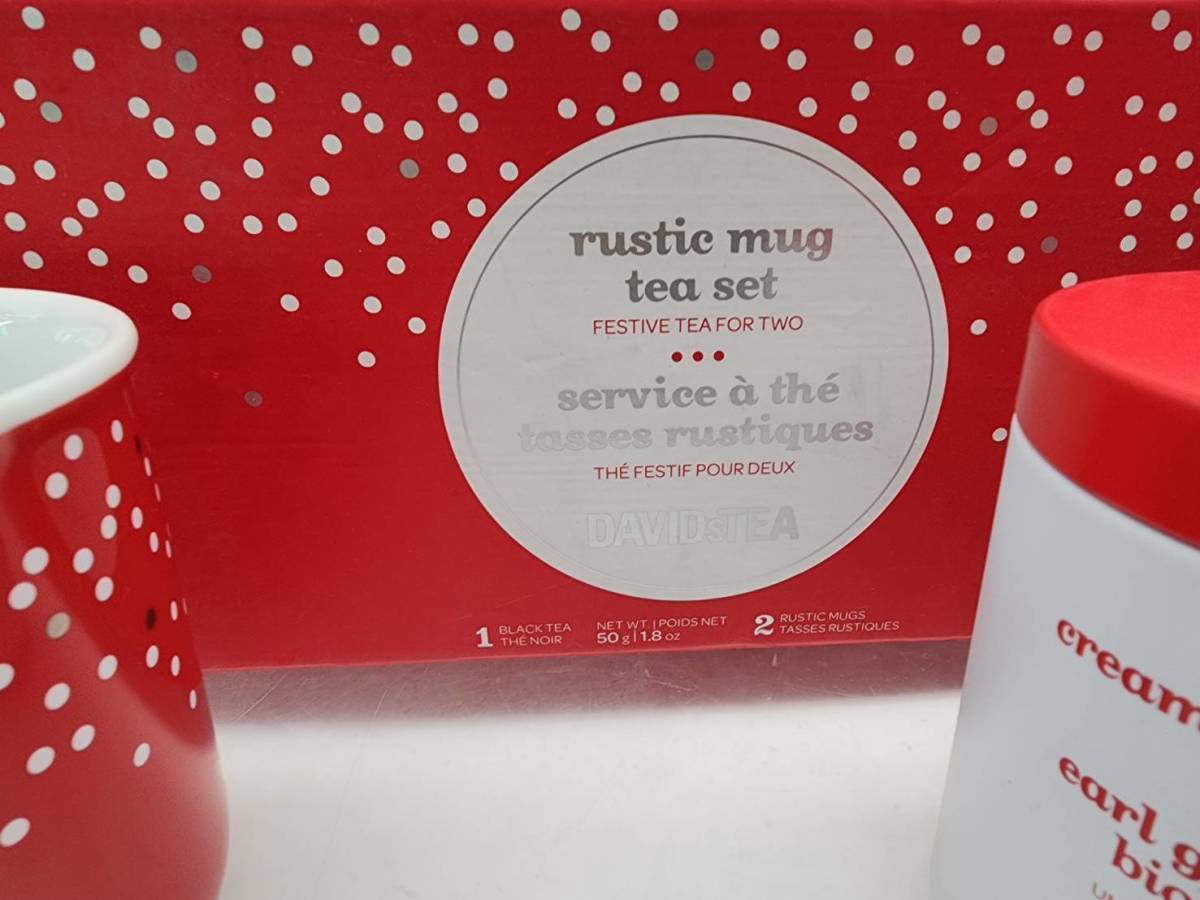 rustic mug
tea set
FESTIVE TEA FOR TWO
service à thé
tasses rustiques
THÉ FESTIF POUR DEUX
DAVIDsTEA
1 BLACK TEA
THÉ NOIR
NET WT. | POIDS NET
50 g | 1.8 oz
2 RUSTIC MUGS
TASSES RUSTIQUES
cream
earl g
bio